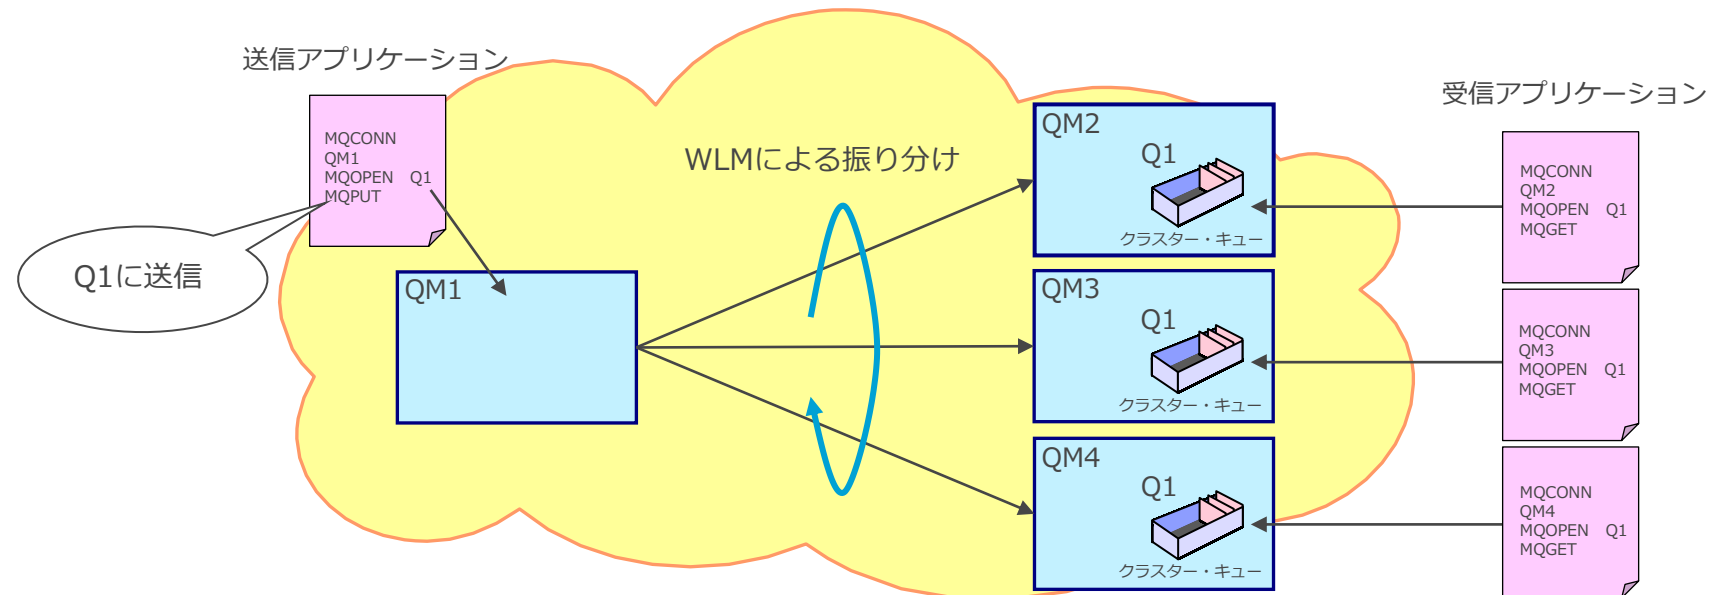 送信アプリケーション
MQCONN
QM1
MQOPEN Q1
MQPUT
Q1に送信
QM1
WLMによる振り分け
QM2
Q1
クラスター・キュー
QM3
Q1
クラスター・キュー
QM4
Q1
クラスター・キュー
受信アプリケーション
MQCONN
QM2
MQOPEN Q1
MQGET
MQCONN
QM3
MQOPEN Q1
MQGET
MQCONN
QM4
MQOPEN Q1
MQGET